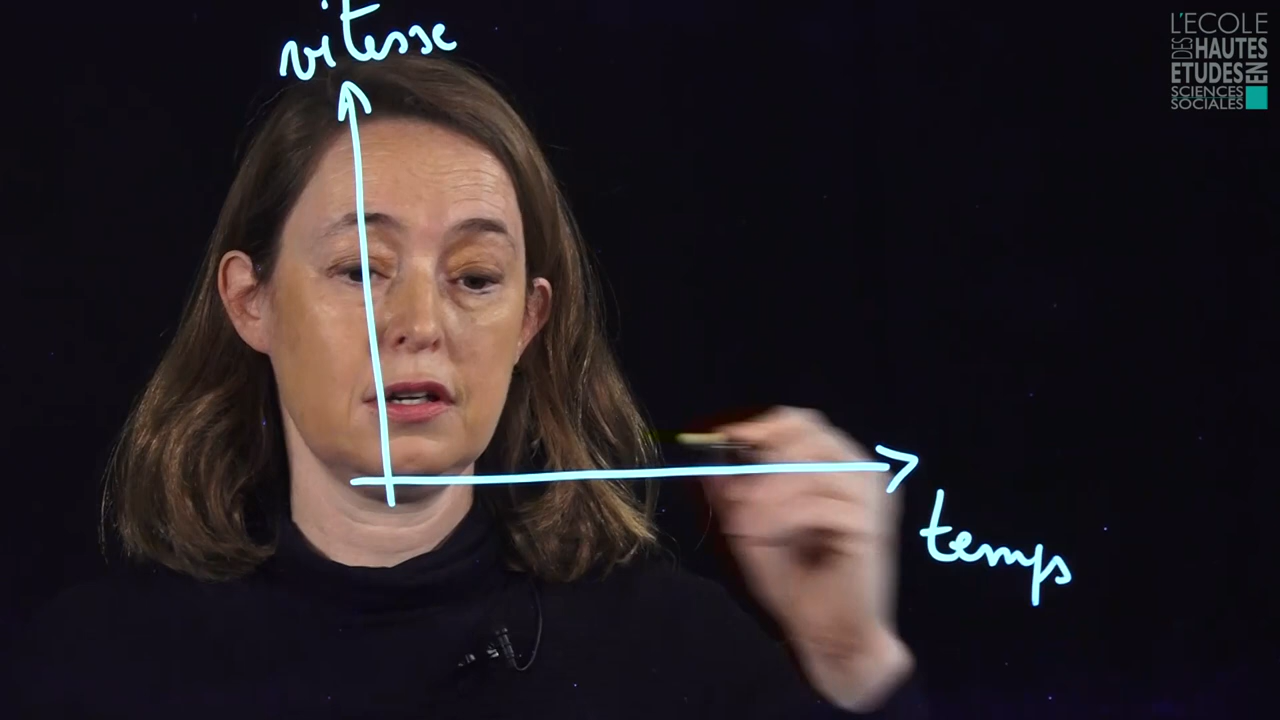 vitesse
temps
L'ECOLE
DES HAUTES
ETUDES EN
SCIENCES
SOCIALES